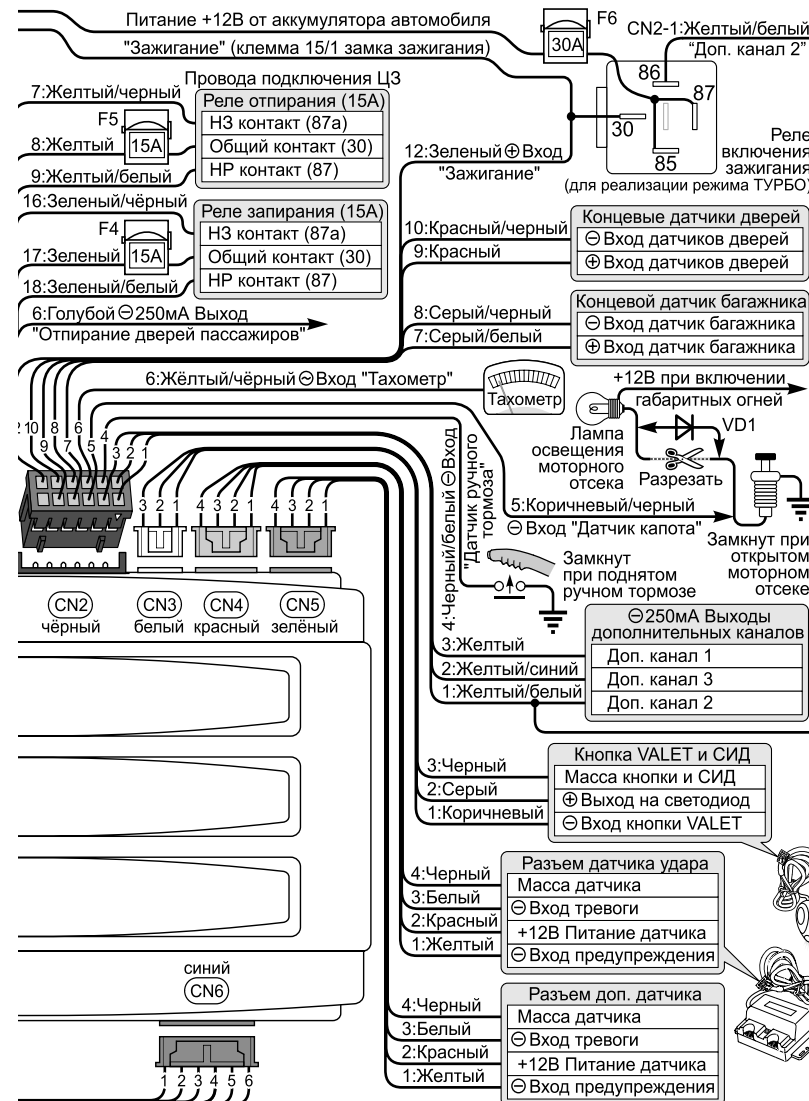 Питание +12В от аккумулятора автомобиля
F6
30А
CN2-1:Желтый/белый
"Доп. канал 2"
"Зажигание" (клемма 15/1 замка зажигания)
86
87
30
85
Реле
включения
зажигания
(для реализации режима ТУРБО)
12:Зеленый ⊕ Вход
"Зажигание"
Провода подключения ЦЗ
7:Желтый/черный
F5
15А
8:Желтый
9:Желтый/белый
Реле отпирания (15А)
НЗ контакт (87а)
Общий контакт (30)
НР контакт (87)
16:Зеленый/чёрный
F4
15А
17:Зеленый
18:Зеленый/белый
Реле запирания (15А)
НЗ контакт (87а)
Общий контакт (30)
НР контакт (87)
6:Голубой ⊖ 250мА Выход
"Отпирание дверей пассажиров"
10:Красный/черный
9:Красный
Концевые датчики дверей
⊖ Вход датчиков дверей
⊕ Вход датчиков дверей
8:Серый/черный
7:Серый/белый
Концевой датчик багажника
⊖ Вход датчик багажника
⊕ Вход датчик багажника
6:Жёлтый/чёрный ⊝ Вход "Тахометр"
Тахометр
+12В при включении
габаритных огней
VD1
Лампа
освещения
моторного
отсека
Разрезать
5:Коричневый/черный
⊖ Вход "Датчик капота"
Замкнут при
открытом
моторном
отсеке
4:Черный/белый ⊖ Вход
"Датчик ручного
тормоза"
Замкнут
при поднятом
ручном тормозе
10 8 6 4 2
9 7 5 3 1
3 2 1
4 3 2 1
4 3 2 1
CN2
чёрный
CN3
белый
CN4
красный
CN5
зелёный
⊖ 250мА Выходы
дополнительных каналов
3:Желтый
Доп. канал 1
2:Желтый/синий
Доп. канал 3
1:Желтый/белый
Доп. канал 2
Кнопка VALET и СИД
3:Черный
Масса кнопки и СИД
2:Серый
⊕ Выход на светодиод
1:Коричневый
⊖ Вход кнопки VALET
Разъем датчика удара
4:Черный
Масса датчика
3:Белый
⊖ Вход тревоги
2:Красный
+12В Питание датчика
1:Желтый
⊖ Вход предупреждения
синий
CN6
1 2 3 4 5 6
Разъем доп. датчика
4:Черный
Масса датчика
3:Белый
⊖ Вход тревоги
2:Красный
+12В Питание датчика
1:Желтый
⊖ Вход предупреждения